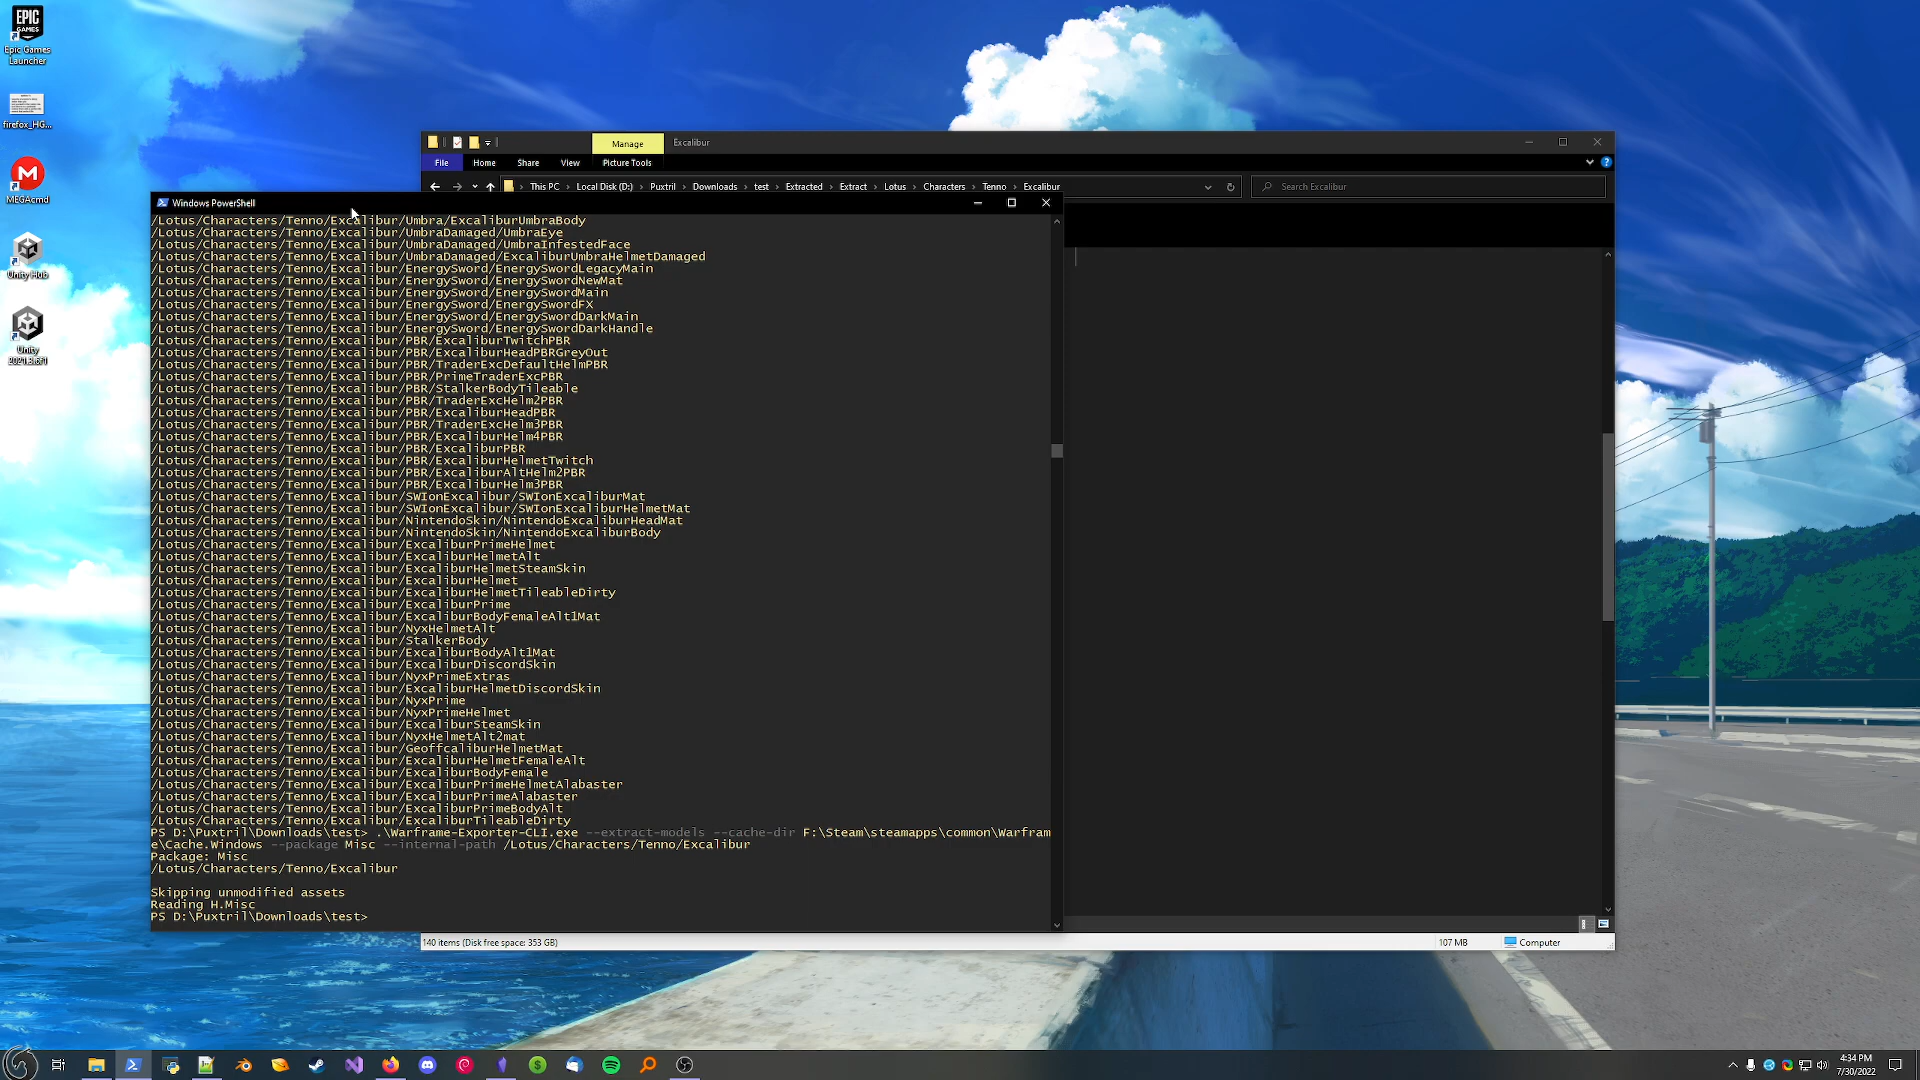 EPIC
GAMES
Epic Games
Launcher
firefox_HG...
MEGAcmd
Unity Hub
Unity
2021.3.6f1
Manage
Excalibur
File
Home
Share
View
Picture Tools
This PC › Local Disk (D:) › Puxtril › Downloads › test › Extracted › Extract › Lotus › Characters › Tenno › Excalibur
Search Excalibur
Windows PowerShell
/Lotus/Characters/Tenno/Excalibur/Umbra/ExcaliburUmbraBody
/Lotus/Characters/Tenno/Excalibur/UmbraDamaged/UmbraEye
/Lotus/Characters/Tenno/Excalibur/UmbraDamaged/UmbraInfestedFace
/Lotus/Characters/Tenno/Excalibur/UmbraDamaged/ExcaliburUmbraHelmetDamaged
/Lotus/Characters/Tenno/Excalibur/EnergySword/EnergySwordLegacyMain
/Lotus/Characters/Tenno/Excalibur/EnergySword/EnergySwordNewMat
/Lotus/Characters/Tenno/Excalibur/EnergySword/EnergySwordMain
/Lotus/Characters/Tenno/Excalibur/EnergySword/EnergySwordFX
/Lotus/Characters/Tenno/Excalibur/EnergySword/EnergySwordDarkMain
/Lotus/Characters/Tenno/Excalibur/EnergySword/EnergySwordDarkHandle
/Lotus/Characters/Tenno/Excalibur/PBR/ExcaliburTwitchPBR
/Lotus/Characters/Tenno/Excalibur/PBR/ExcaliburHeadPBRGreyOut
/Lotus/Characters/Tenno/Excalibur/PBR/TraderExcDefaultHelmPBR
/Lotus/Characters/Tenno/Excalibur/PBR/PrimeTraderExcPBR
/Lotus/Characters/Tenno/Excalibur/PBR/StalkerBodyTileable
/Lotus/Characters/Tenno/Excalibur/PBR/TraderExcHelm2PBR
/Lotus/Characters/Tenno/Excalibur/PBR/ExcaliburHeadPBR
/Lotus/Characters/Tenno/Excalibur/PBR/TraderExcHelm3PBR
/Lotus/Characters/Tenno/Excalibur/PBR/ExcaliburHelm4PBR
/Lotus/Characters/Tenno/Excalibur/PBR/ExcaliburPBR
/Lotus/Characters/Tenno/Excalibur/PBR/ExcaliburHelmetTwitch
/Lotus/Characters/Tenno/Excalibur/PBR/ExcaliburAltHelm2PBR
/Lotus/Characters/Tenno/Excalibur/PBR/ExcaliburHelm3PBR
/Lotus/Characters/Tenno/Excalibur/SWIonExcalibur/SWIonExcaliburMat
/Lotus/Characters/Tenno/Excalibur/SWIonExcalibur/SWIonExcaliburHelmetMat
/Lotus/Characters/Tenno/Excalibur/NintendoSkin/NintendoExcaliburHeadMat
/Lotus/Characters/Tenno/Excalibur/NintendoSkin/NintendoExcaliburBody
/Lotus/Characters/Tenno/Excalibur/ExcaliburPrimeHelmet
/Lotus/Characters/Tenno/Excalibur/ExcaliburHelmetAlt
/Lotus/Characters/Tenno/Excalibur/ExcaliburHelmetSteamSkin
/Lotus/Characters/Tenno/Excalibur/ExcaliburHelmet
/Lotus/Characters/Tenno/Excalibur/ExcaliburHelmetTileableDirty
/Lotus/Characters/Tenno/Excalibur/ExcaliburPrime
/Lotus/Characters/Tenno/Excalibur/ExcaliburBodyFemaleAlt1Mat
/Lotus/Characters/Tenno/Excalibur/NyxHelmetAlt
/Lotus/Characters/Tenno/Excalibur/StalkerBody
/Lotus/Characters/Tenno/Excalibur/ExcaliburBodyAlt1Mat
/Lotus/Characters/Tenno/Excalibur/ExcaliburDiscordSkin
/Lotus/Characters/Tenno/Excalibur/NyxPrimeExtras
/Lotus/Characters/Tenno/Excalibur/ExcaliburHelmetDiscordSkin
/Lotus/Characters/Tenno/Excalibur/NyxPrime
/Lotus/Characters/Tenno/Excalibur/NyxPrimeHelmet
/Lotus/Characters/Tenno/Excalibur/ExcaliburSteamSkin
/Lotus/Characters/Tenno/Excalibur/NyxHelmetAlt2mat
/Lotus/Characters/Tenno/Excalibur/GeoffcaliburHelmetMat
/Lotus/Characters/Tenno/Excalibur/ExcaliburHelmetFemaleAlt
/Lotus/Characters/Tenno/Excalibur/ExcaliburBodyFemale
/Lotus/Characters/Tenno/Excalibur/ExcaliburPrimeHelmetAlabaster
/Lotus/Characters/Tenno/Excalibur/ExcaliburPrimeAlabaster
/Lotus/Characters/Tenno/Excalibur/ExcaliburPrimeBodyAlt
/Lotus/Characters/Tenno/Excalibur/ExcaliburTileableDirty
PS D:\Puxtril\Downloads\test> .\Warframe-Exporter-CLI.exe --extract-models --cache-dir F:\Steam\steamapps\common\Warfram
e\Cache.Windows --package Misc --internal-path /Lotus/Characters/Tenno/Excalibur
Package: Misc
/Lotus/Characters/Tenno/Excalibur
Skipping unmodified assets
Reading H.Misc
PS D:\Puxtril\Downloads\test>
140 items (Disk free space: 353 GB)
107 MB
Computer
4:34 PM
7/30/2022